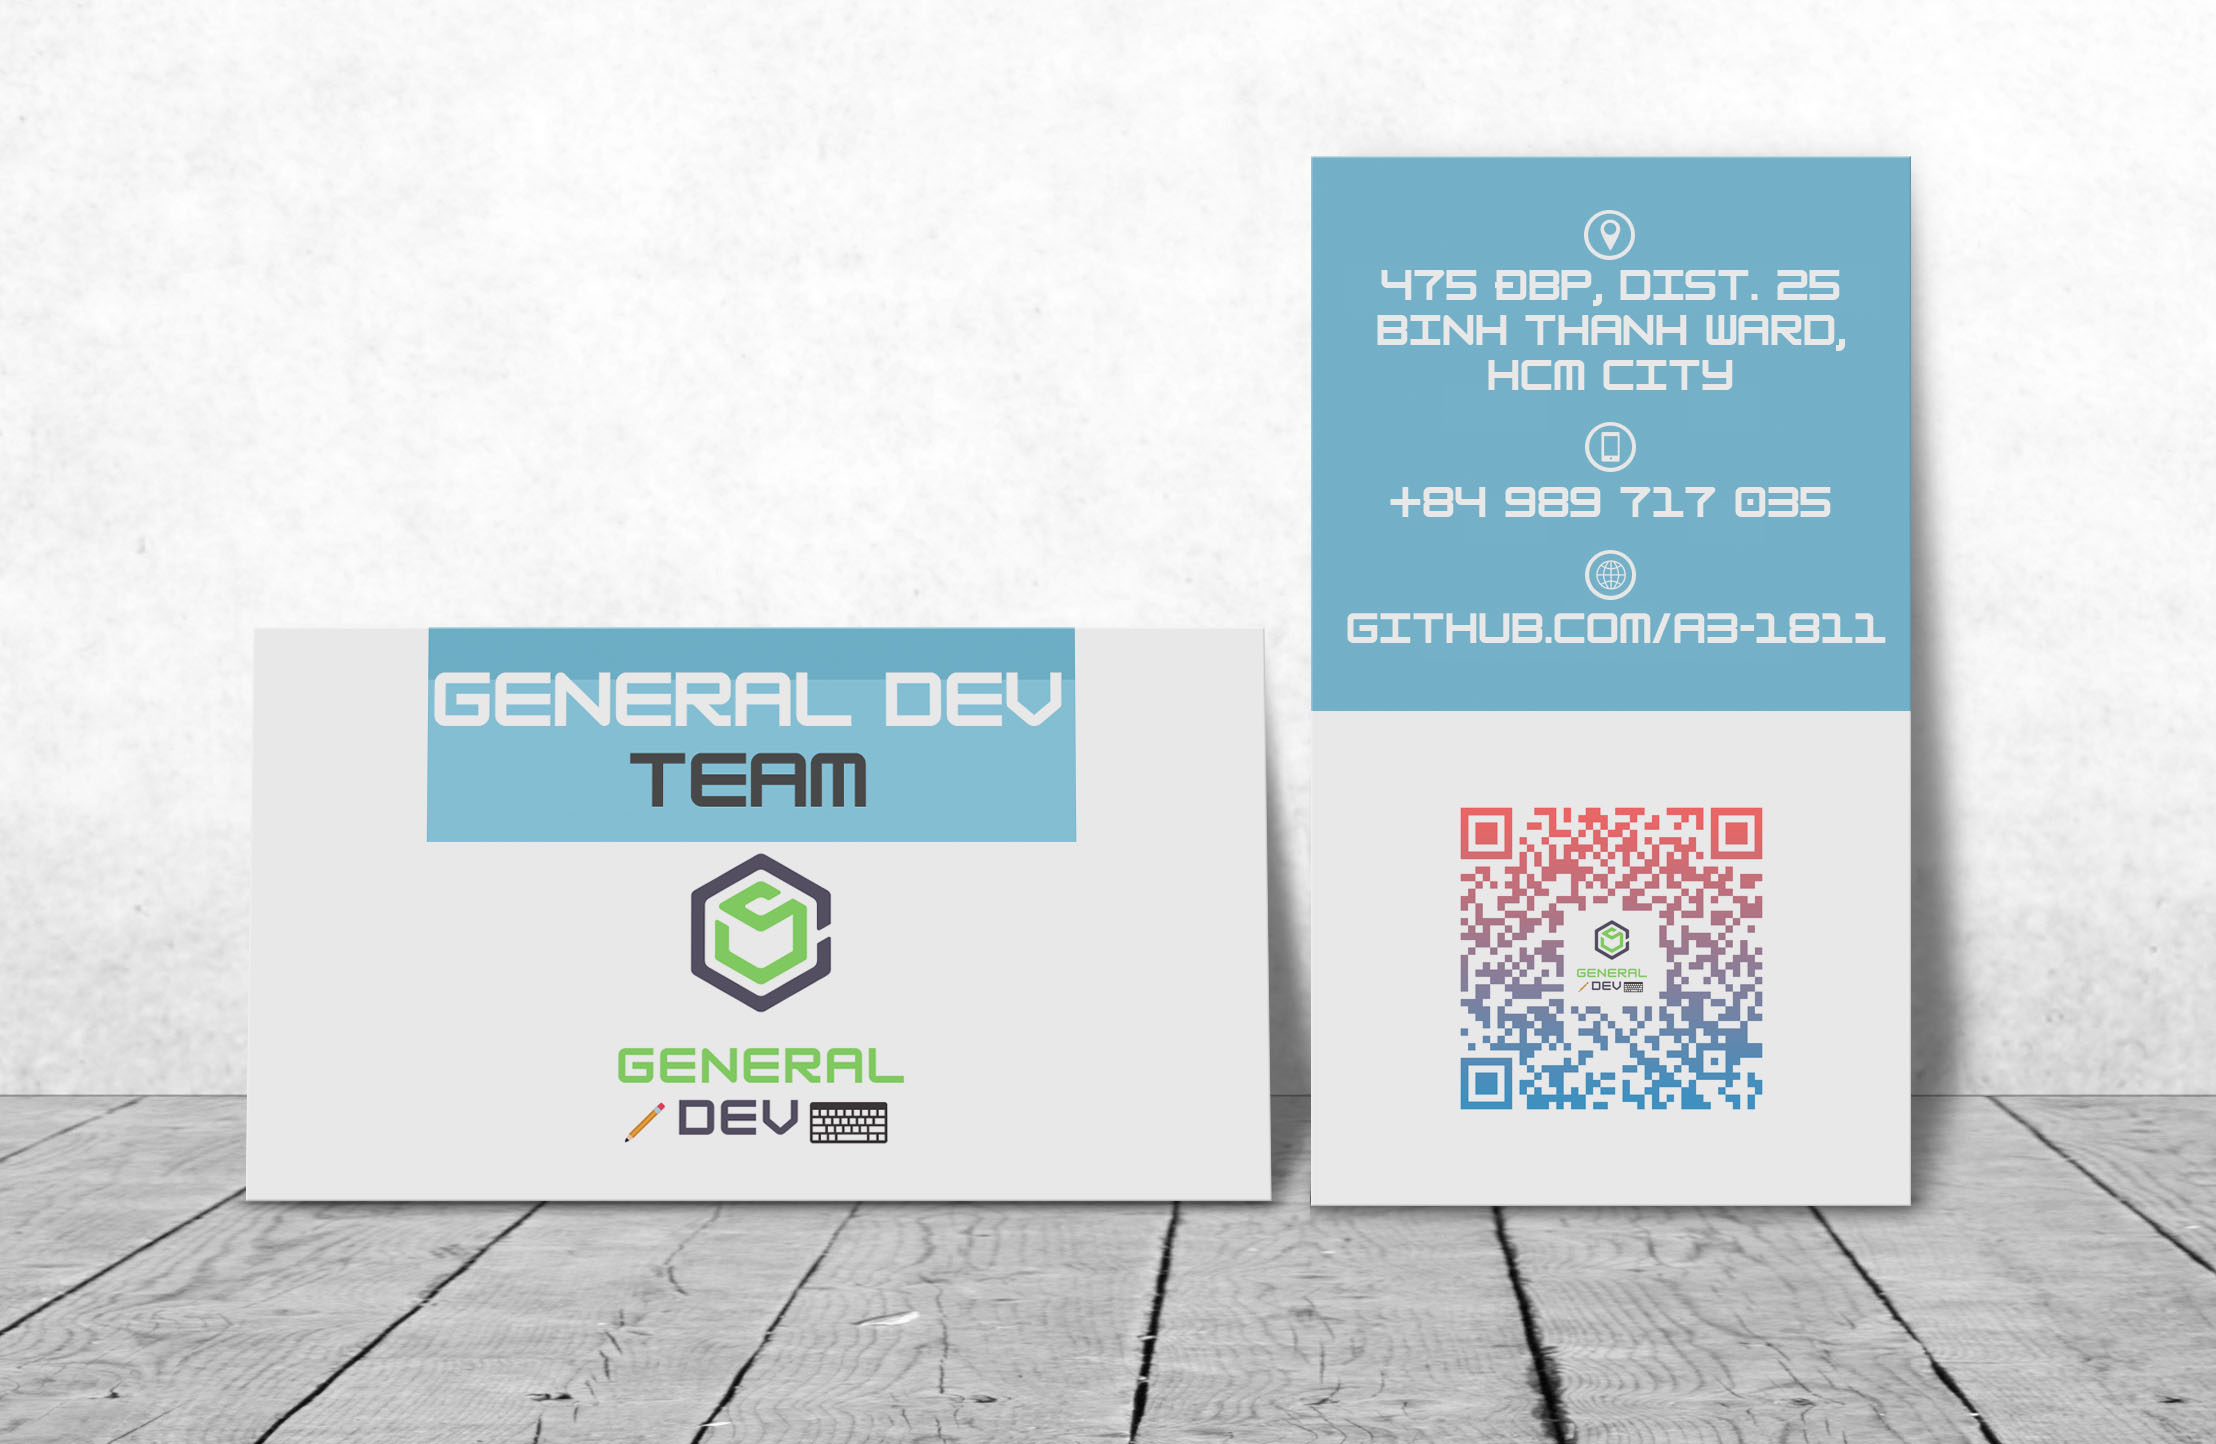 GENERAL DEV
TEAM
GENERAL
DEV
475 ĐBP, DIST. 25
BINH THANH WARD,
HCM CITY
+84 989 717 035
GITHUB.COM/A3-1811
GENERAL
DEV